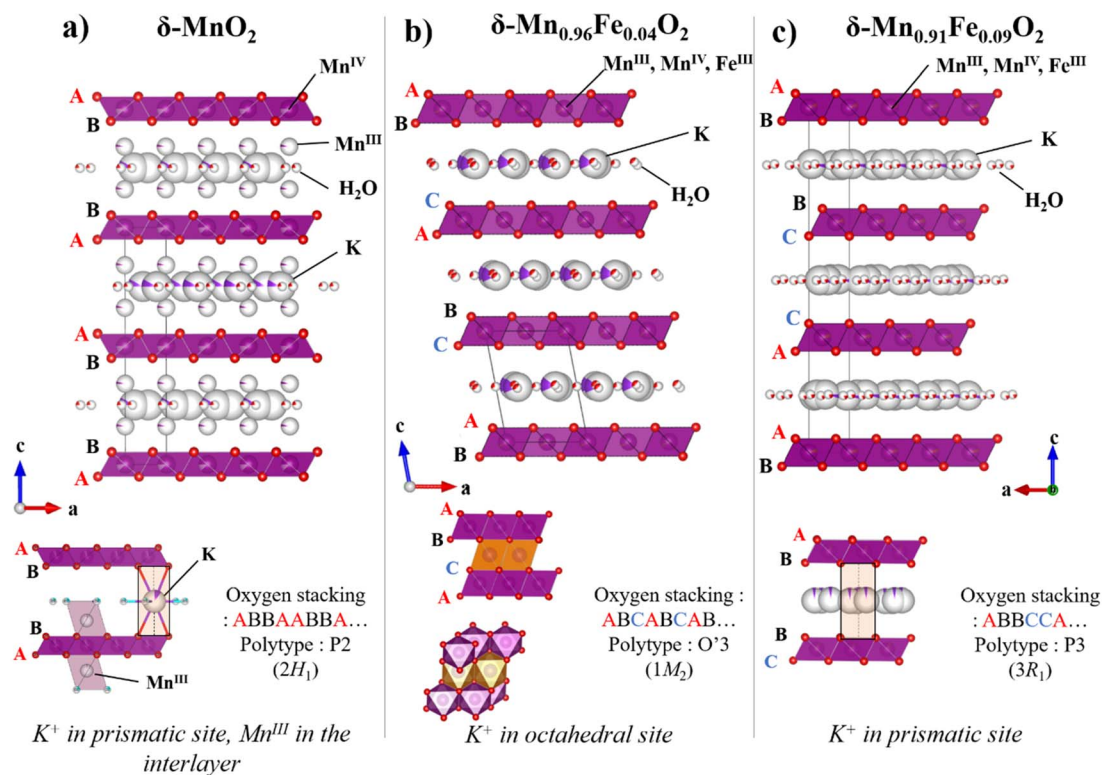 a)
δ-MnO2
Mn^IV
A
B
Mn^III
H2O
B
A
K
A
B
B
A
c
a
A
B
K
B
A
Mn^III
Oxygen stacking
: ABBAABBA…
Polytype : P2
(2H1)
K+ in prismatic site, Mn^III in the
interlayer
b)
δ-Mn0.96Fe0.04O2
Mn^III, Mn^IV, Fe^III
A
B
K
H2O
C
A
B
C
A
B
c
a
A
B
C
A
Oxygen stacking :
ABCABCAB…
Polytype : O’3
(1M2)
K+ in octahedral site
c)
δ-Mn0.91Fe0.09O2
Mn^III, Mn^IV, Fe^III
A
B
K
H2O
B
C
C
A
A
B
c
a
b
A
B
B
C
Oxygen stacking
: ABBCCA…
Polytype : P3
(3R1)
K+ in prismatic site